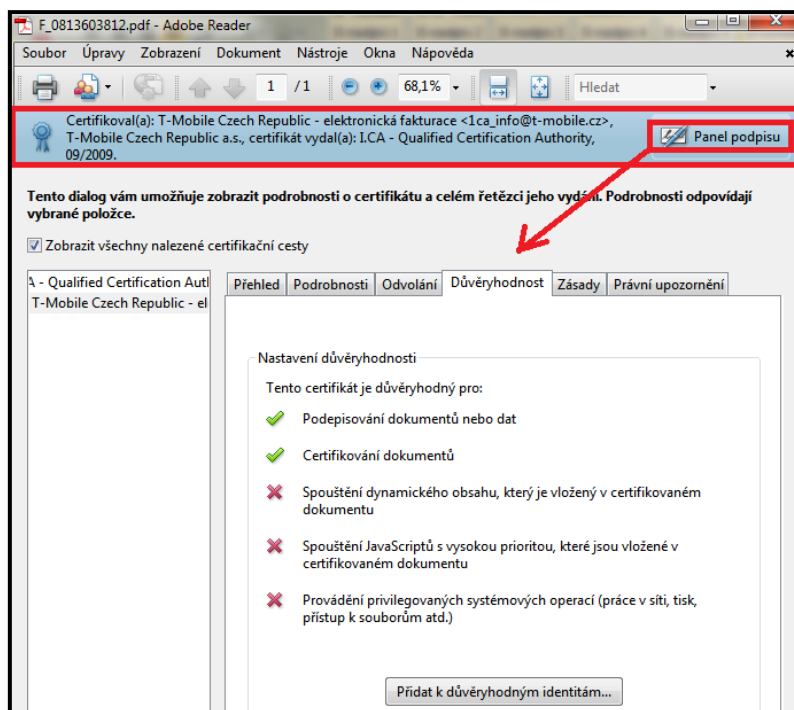 F_0813603812.pdf - Adobe Reader
Soubor Úpravy Zobrazení Dokument Nástroje Okna Nápověda
1 /1 68,1% Hledat
Certifikoval(a): T-Mobile Czech Republic - elektronická fakturace <1ca_info@t-mobile.cz>,
T-Mobile Czech Republic a.s., certifikát vydal(a): I.CA - Qualified Certification Authority,
09/2009.
Panel podpisu
Tento dialog vám umožňuje zobrazit podrobnosti o certifikátu a celém řetězci jeho vydání. Podrobnosti odpovídají
vybrané položce.
Zobrazit všechny nalezené certifikační cesty
A - Qualified Certification Autl
T-Mobile Czech Republic - el
Přehled Podrobnosti Odvolání Důvěryhodnost Zásady Právní upozornění
Nastavení důvěryhodnosti
Tento certifikát je důvěryhodný pro:
Podepisování dokumentů nebo dat
Certifikování dokumentů
Spouštění dynamického obsahu, který je vložený v certifikovaném
dokumentu
Spouštění JavaScriptů s vysokou prioritou, které jsou vložené v
certifikovaném dokumentu
Provádění privilegovaných systémových operací (práce v síti, tisk,
přístup k souborům atd.)
Přidat k důvěryhodným identitám...